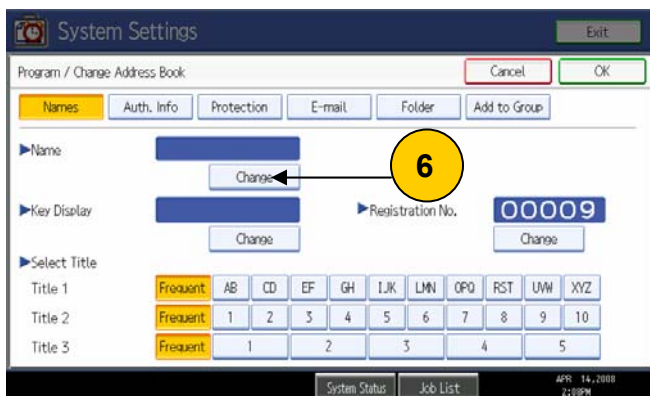 System Settings Exit
Program / Change Address Book Cancel OK
Names Auth. Info Protection E-mail Folder Add to Group
►Name
Change 6
►Key Display ►Registration No. 00009
Change Change
►Select Title
Title 1 Frequent AB CD EF GH IJK LMN OPQ RST UVW XYZ
Title 2 Frequent 1 2 3 4 5 6 7 8 9 10
Title 3 Frequent 1 2 3 4 5
System Status Job List APR 14,2008
2:08PM